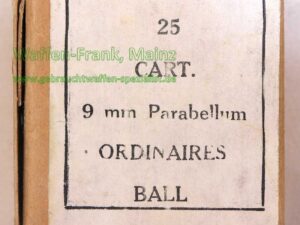 25
Waffen-Frank, Mainz
CART.
www.gebrauchtwaffen-spezialist.de
9 mm Parabellum
ORDINAIRES
BALL